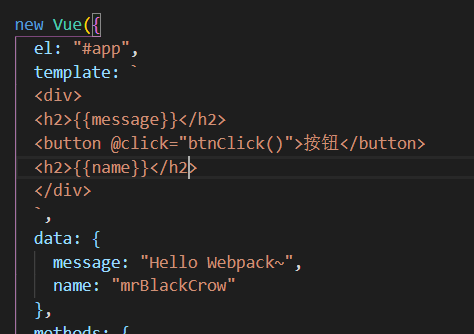 new Vue({
el: "#app",
template: `
<div>
<h2>{{message}}</h2>
<button @click="btnClick()">按钮</button>
<h2>{{name}}</h2>
</div>
`,
data: {
message: "Hello Webpack~",
name: "mrBlackCrow"
},
methods: {